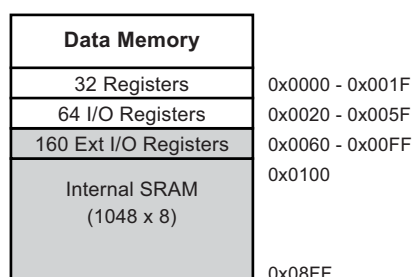 Data Memory
32 Registers 0x0000 - 0x001F
64 I/O Registers 0x0020 - 0x005F
160 Ext I/O Registers 0x0060 - 0x00FF
Internal SRAM 0x0100
(1048 x 8)
0x08FF